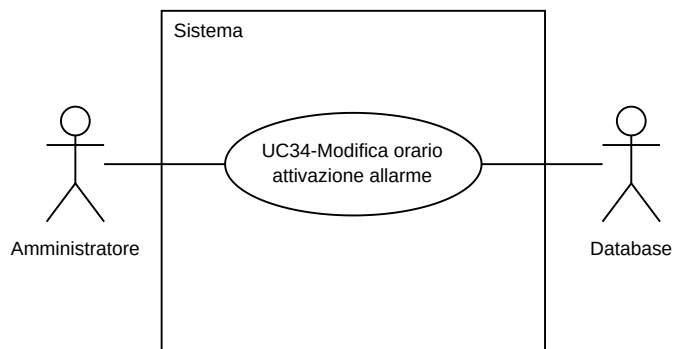 Sistema
UC34-Modifica orario
attivazione allarme
Amministratore
Database